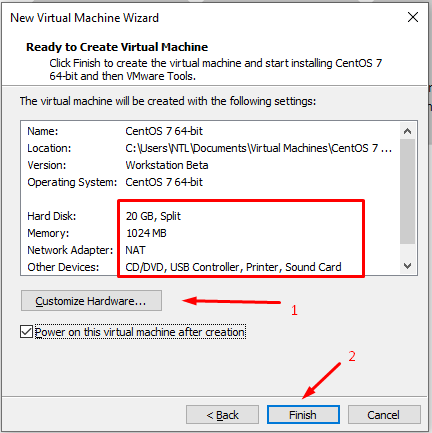 New Virtual Machine Wizard
Ready to Create Virtual Machine
Click Finish to create the virtual machine and start installing CentOS 7
64-bit and then VMware Tools.
The virtual machine will be created with the following settings:
Name: CentOS 7 64-bit
Location: C:\Users\NTL\Documents\Virtual Machines\CentOS 7 ...
Version: Workstation Beta
Operating System: CentOS 7 64-bit
Hard Disk: 20 GB, Split
Memory: 1024 MB
Network Adapter: NAT
Other Devices: CD/DVD, USB Controller, Printer, Sound Card
Customize Hardware...
1
Power on this virtual machine after creation
2
< Back Finish Cancel